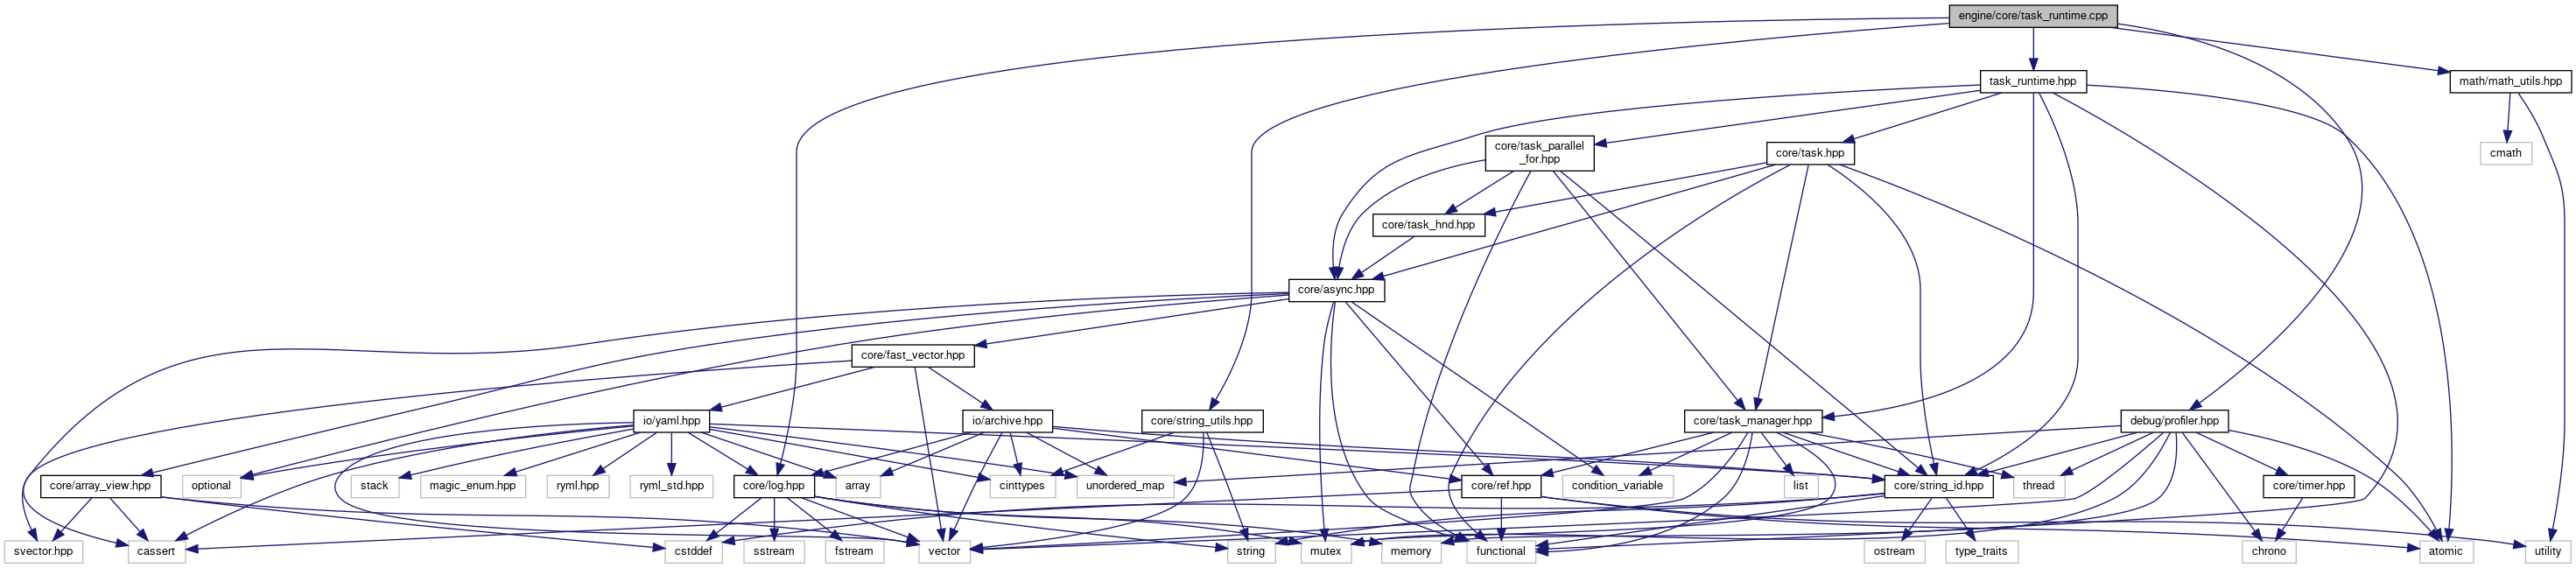 engine/core/task_runtime.cpp
task_runtime.hpp
math/math_utils.hpp
core/task_parallel
_for.hpp
core/task.hpp
cmath
core/task_hnd.hpp
core/async.hpp
core/fast_vector.hpp
io/yaml.hpp
io/archive.hpp
core/string_utils.hpp
core/task_manager.hpp
debug/profiler.hpp
core/array_view.hpp
optional
stack
magic_enum.hpp
ryml.hpp
ryml_std.hpp
core/log.hpp
array
cinttypes
unordered_map
core/ref.hpp
condition_variable
list
core/string_id.hpp
thread
core/timer.hpp
svector.hpp
cassert
cstddef
sstream
fstream
vector
string
mutex
memory
functional
ostream
type_traits
chrono
atomic
utility